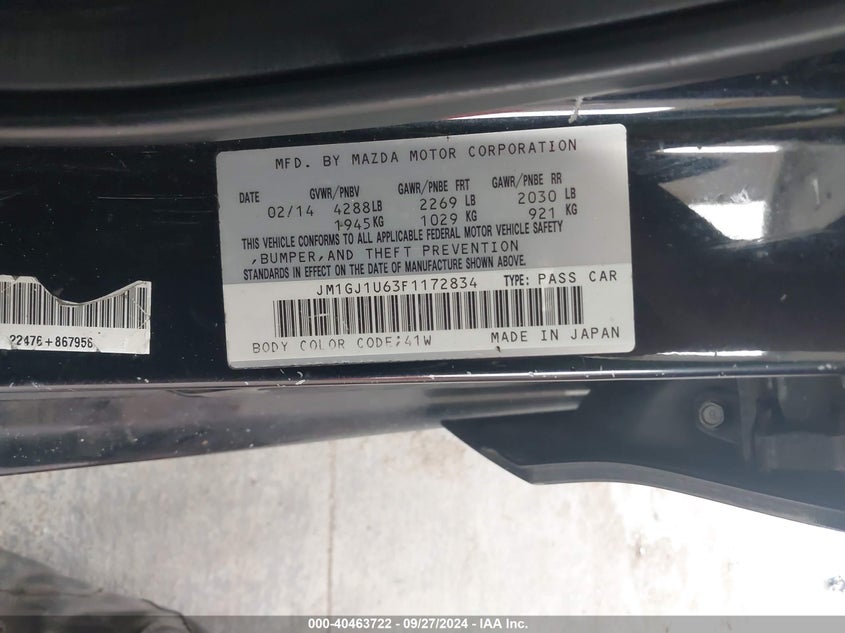 MFD. BY MAZDA MOTOR CORPORATION
DATE GVWR/PNBV GAWR/PNBE FRT GAWR/PNBE RR
02/14 4288LB 2269 LB 2030 LB
1945KG 1029 KG 921 KG
THIS VEHICLE CONFORMS TO ALL APPLICABLE FEDERAL MOTOR VEHICLE SAFETY
,BUMPER,AND THEFT PREVENTION
STANDARDS IN EFFECT ON THE DATE OF MANUFACTURE SHOWN ABOVE.
JM1GJ1U63F1172834 TYPE: PASS CAR
BODY COLOR CODE:41W MADE IN JAPAN
22476+867956
000-40463722 - 09/27/2024 - IAA Inc.